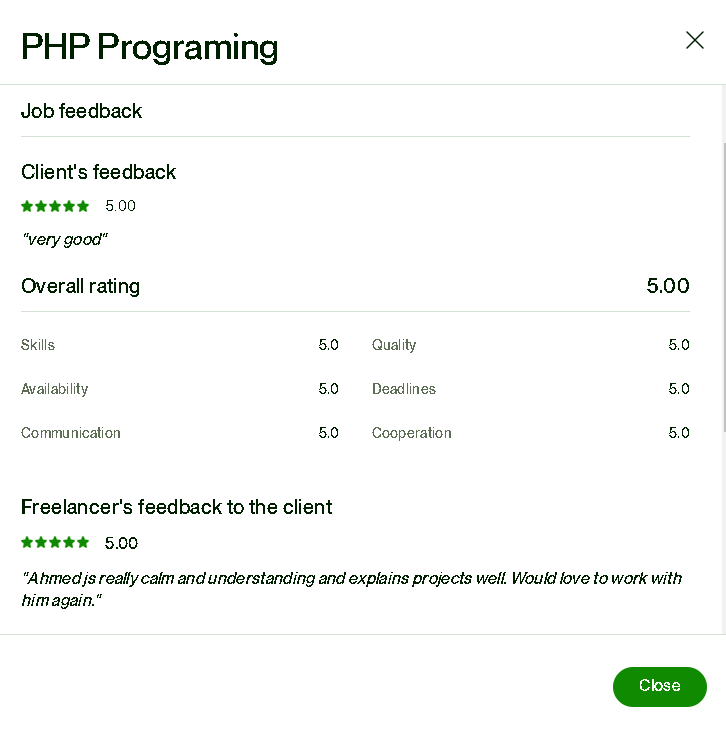 PHP Programing
Job feedback
Client's feedback
5.00
"very good"
Overall rating 5.00
Skills 5.0 Quality 5.0
Availability 5.0 Deadlines 5.0
Communication 5.0 Cooperation 5.0
Freelancer's feedback to the client
5.00
"Ahmed is really calm and understanding and explains projects well. Would love to work with
him again."
Close